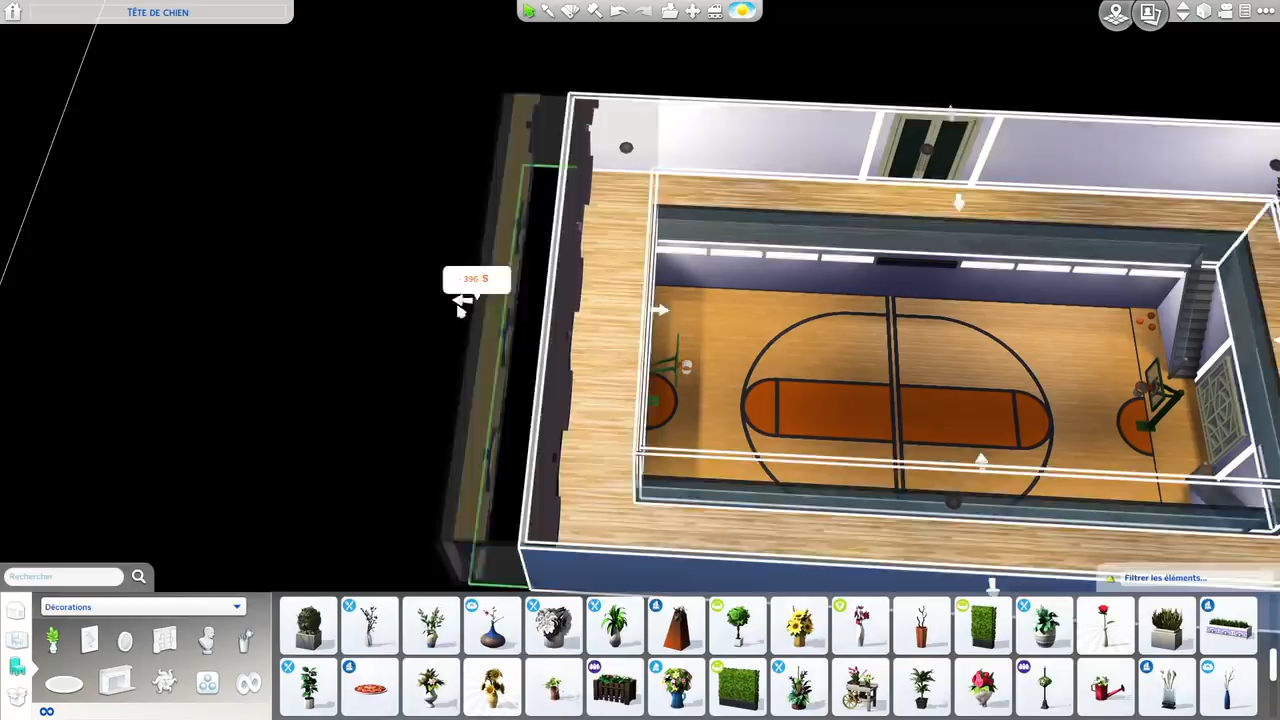 TÊTE DE CHIEN
- 396 §
Filtrer les éléments...
Rechercher
Décorations